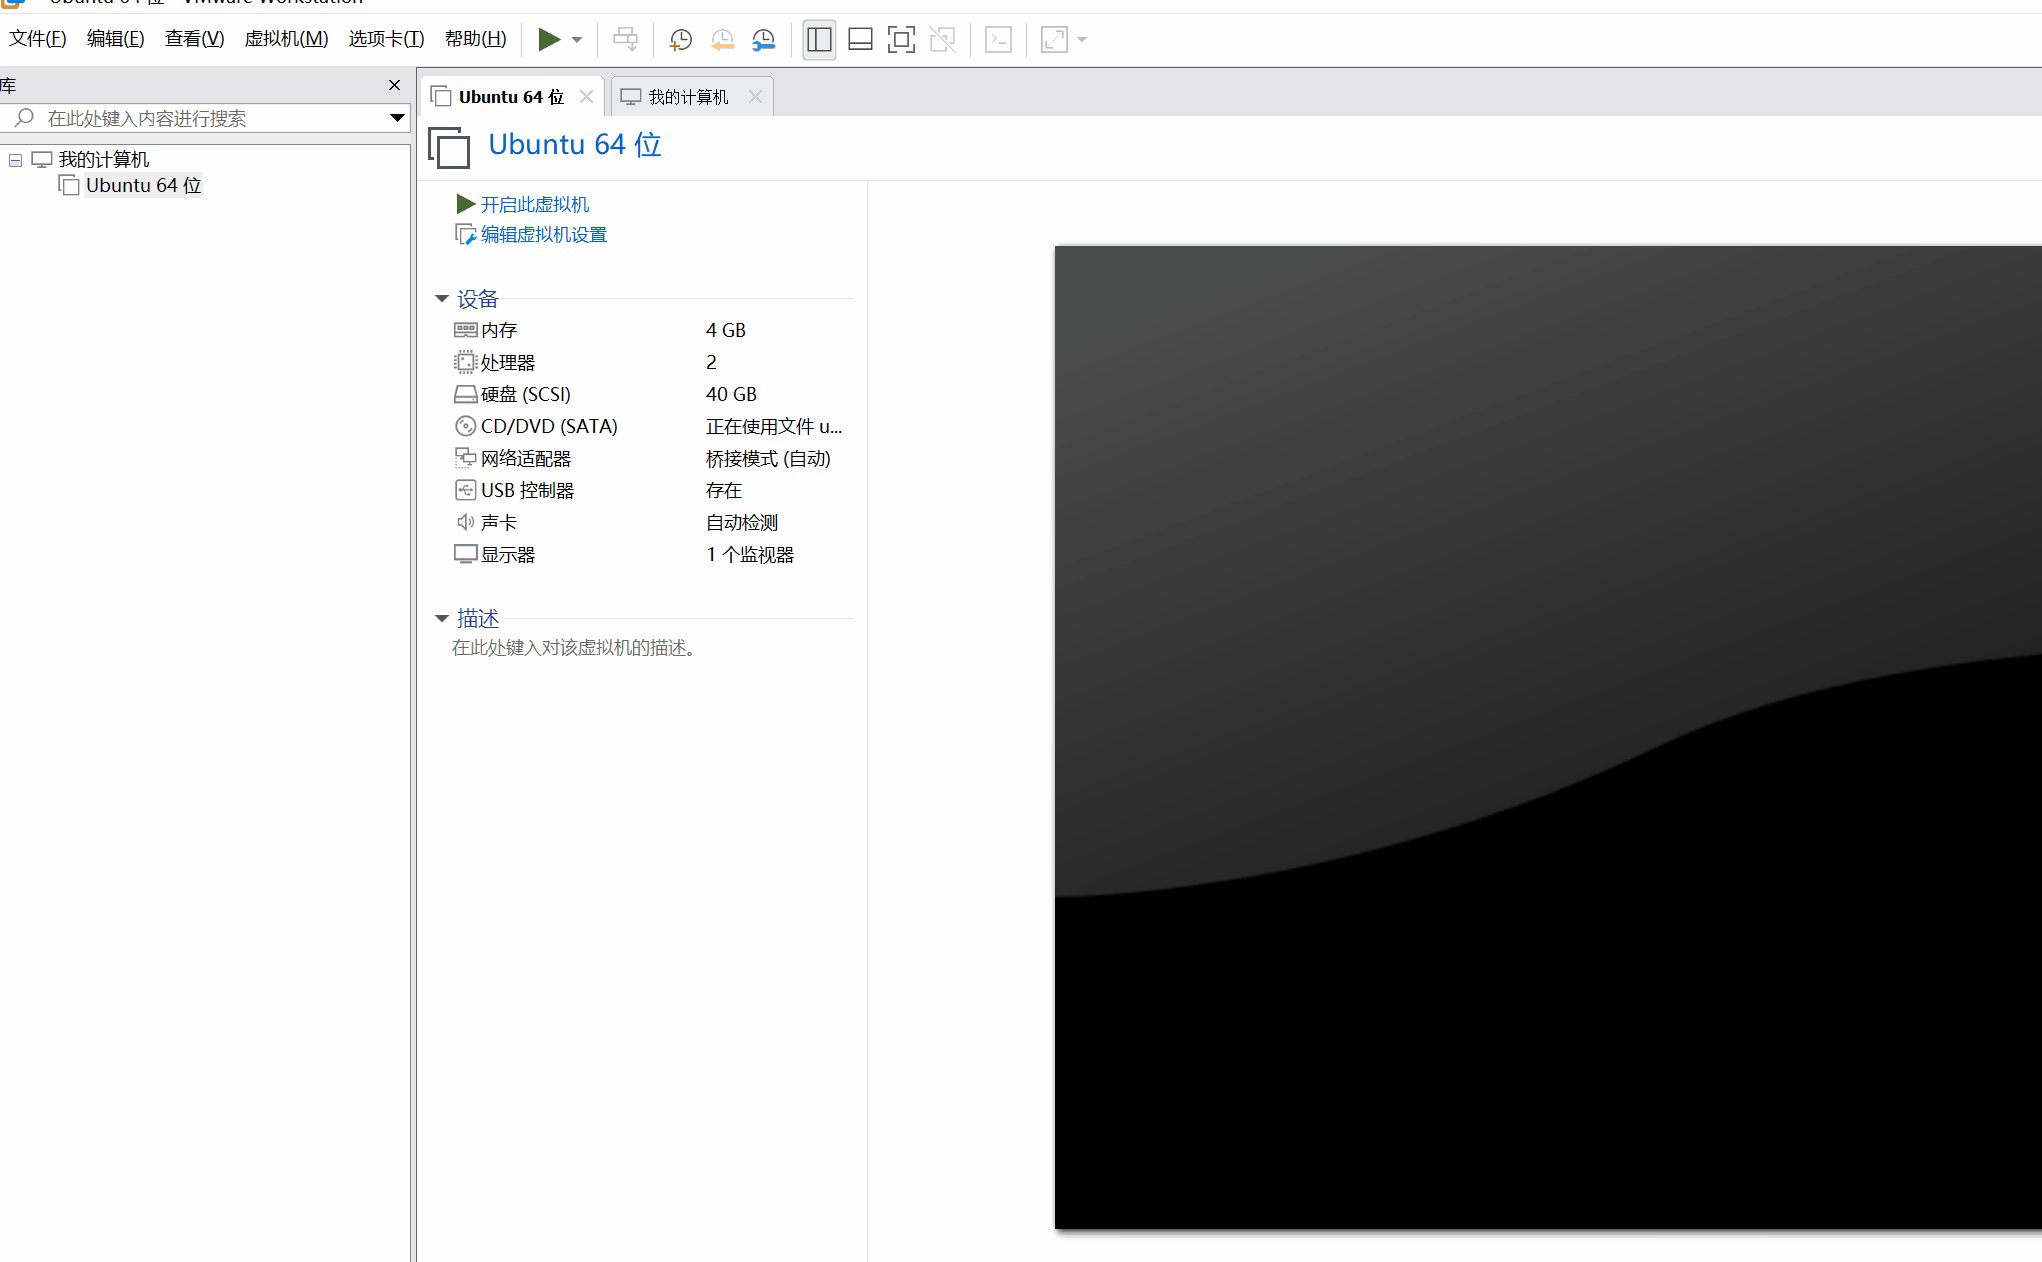 Ubuntu 64 位 - VMware Workstation
文件(F) 编辑(E) 查看(V) 虚拟机(M) 选项卡(T) 帮助(H)
库
在此处键入内容进行搜索
我的计算机
Ubuntu 64 位
Ubuntu 64 位 我的计算机
Ubuntu 64 位
开启此虚拟机
编辑虚拟机设置
设备
内存 4 GB
处理器 2
硬盘 (SCSI) 40 GB
CD/DVD (SATA) 正在使用文件 u...
网络适配器 桥接模式 (自动)
USB 控制器 存在
声卡 自动检测
显示器 1 个监视器
描述
在此处键入对该虚拟机的描述。